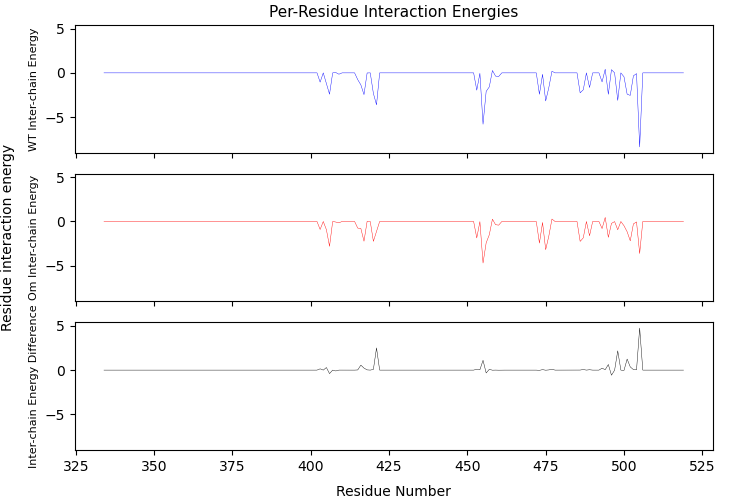 Per-Residue Interaction Energies
Residue interaction energy
WT Inter-chain Energy
5
0
−5
Om Inter-chain Energy
5
0
−5
Inter-chain Energy Difference
5
0
−5
325 350 375 400 425 450 475 500 525
Residue Number